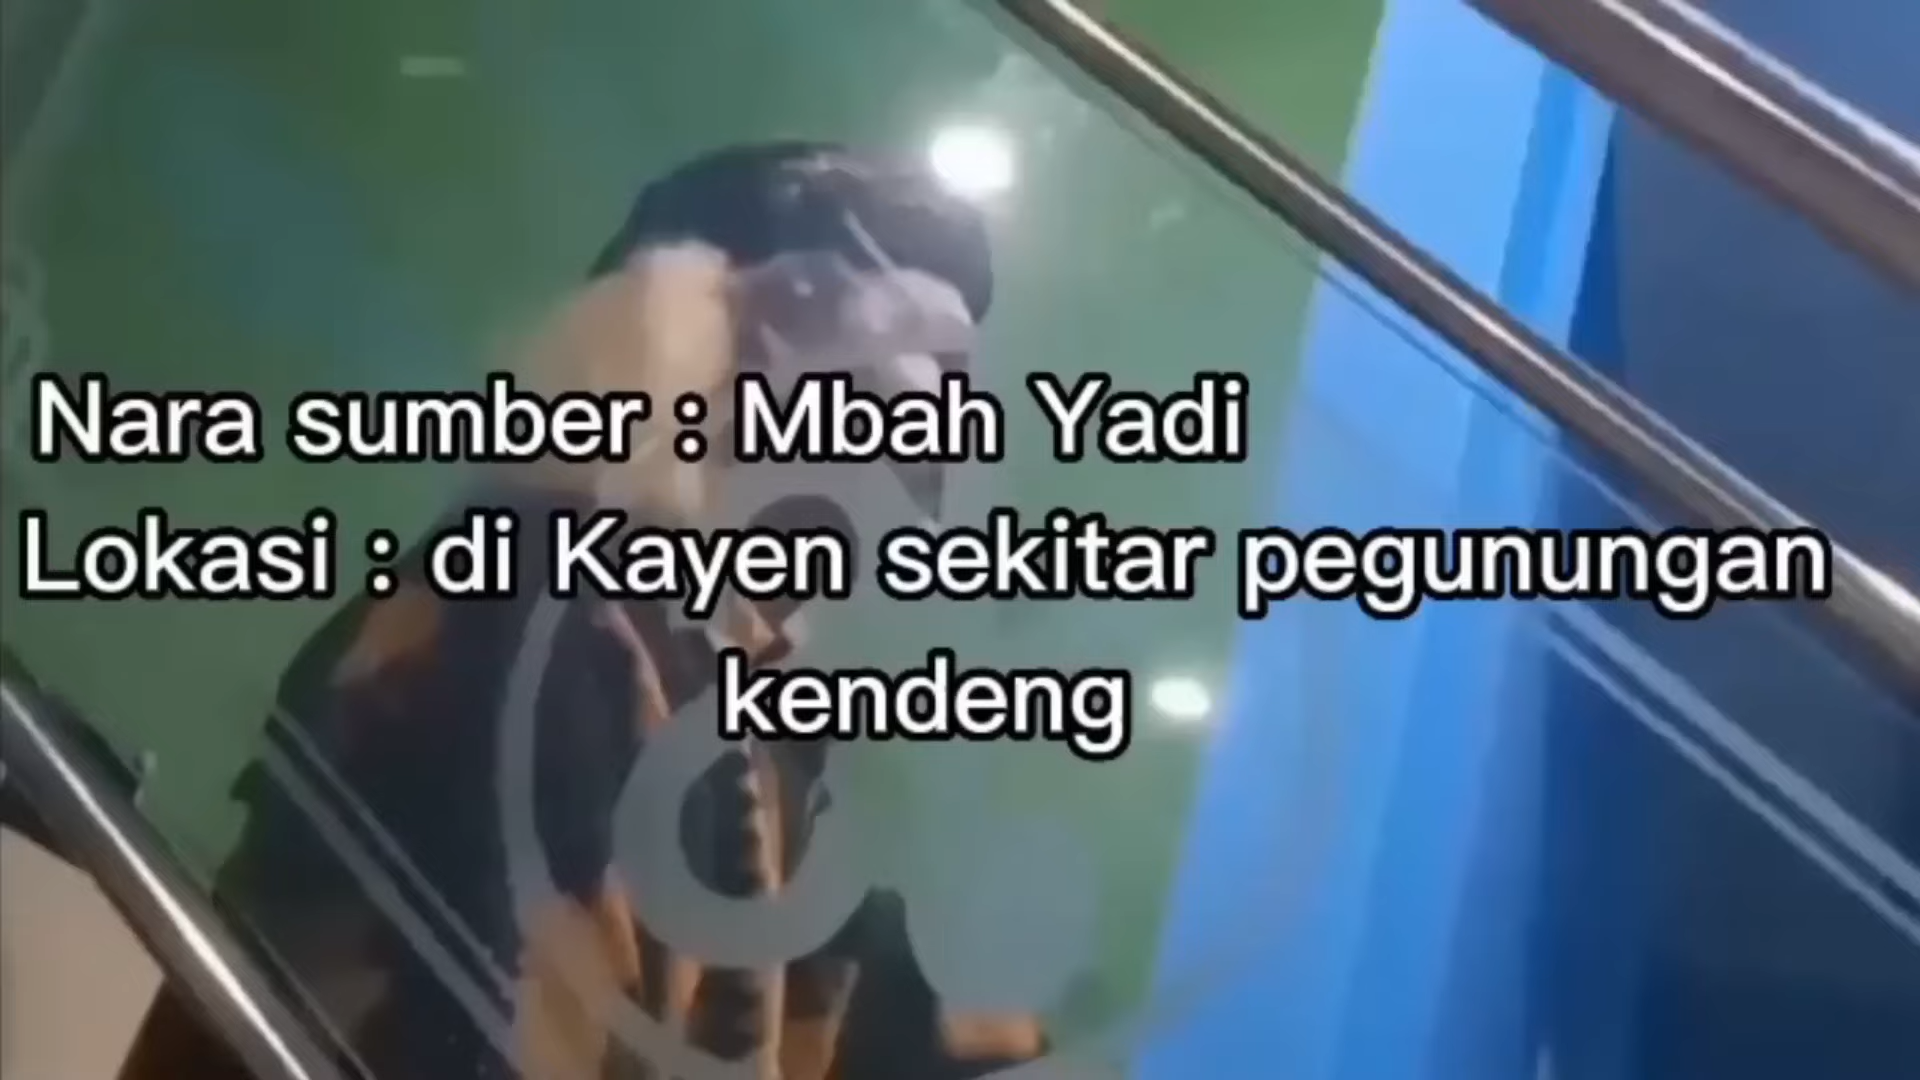 Nara sumber : Mbah Yadi
Lokasi : di Kayen sekitar pegunungan
kendeng